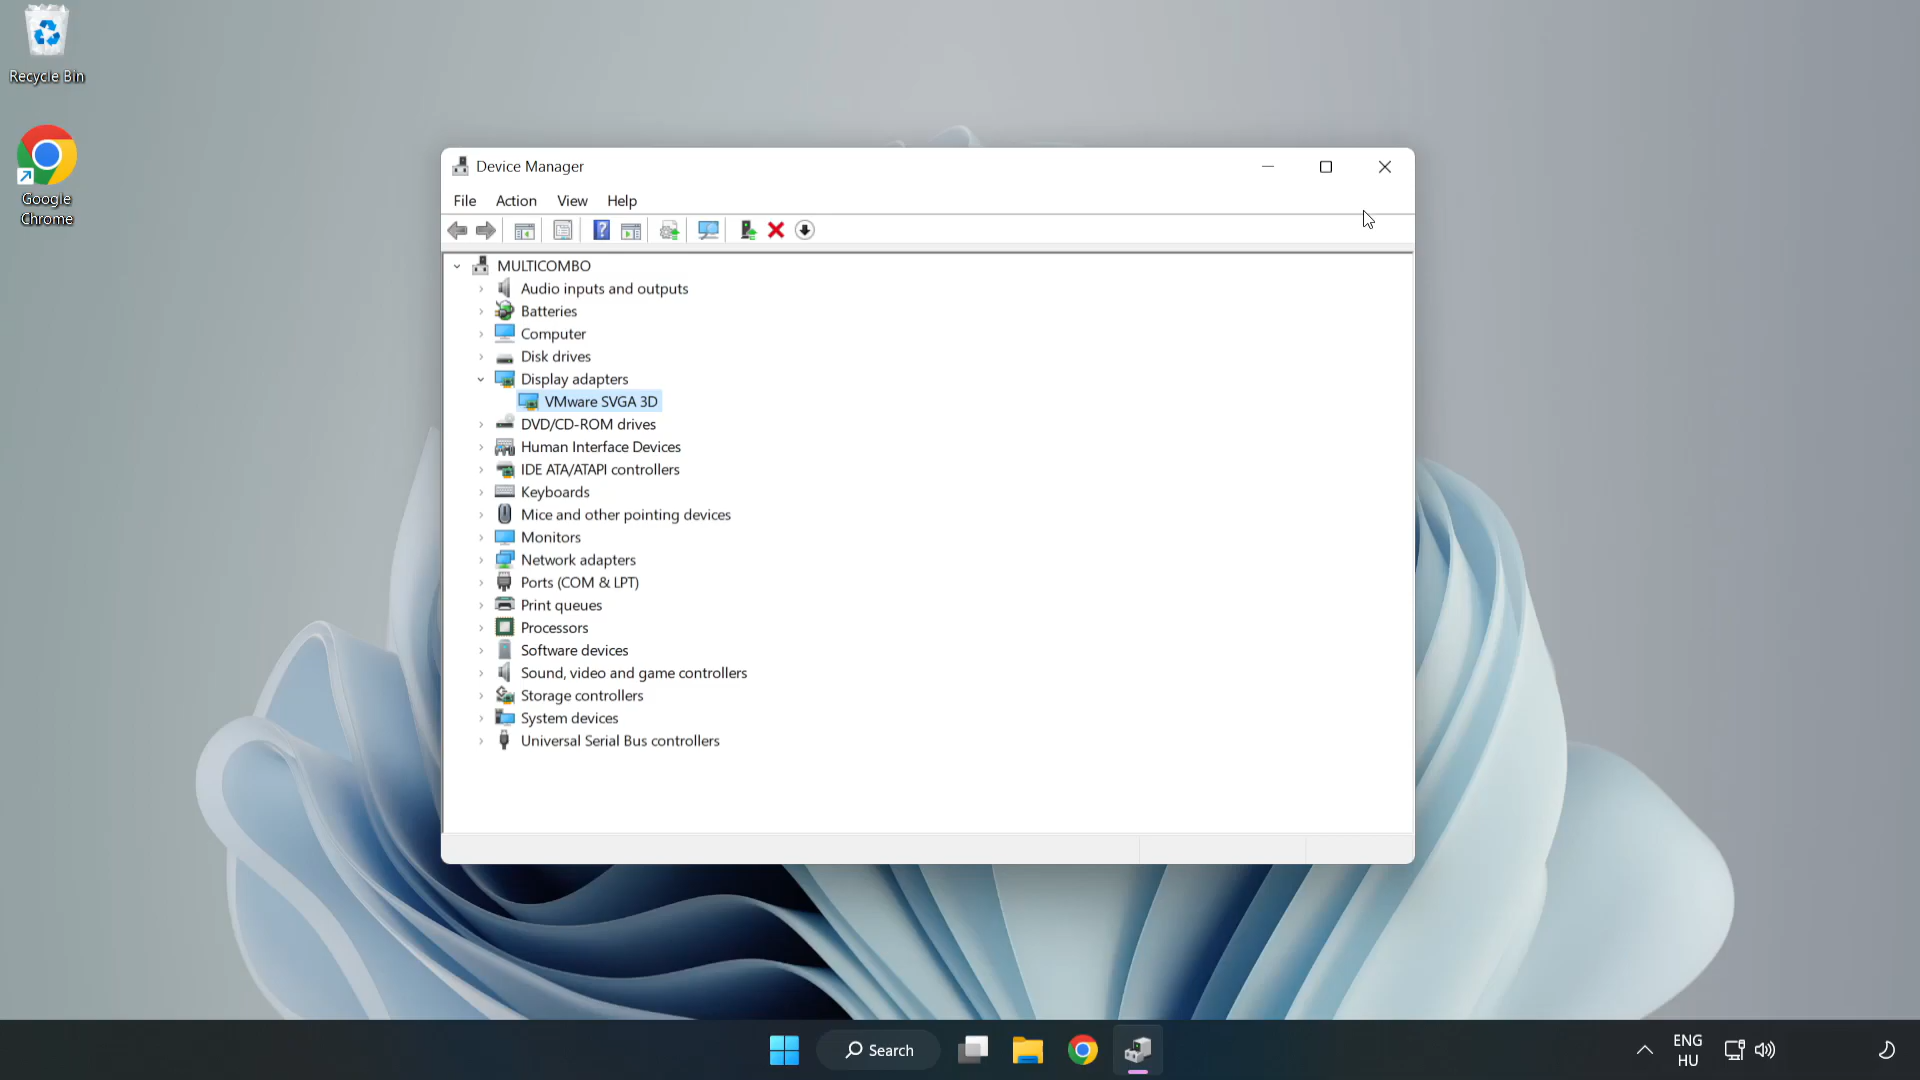 Recycle Bin
Google
Chrome
Device Manager
File Action View Help
MULTICOMBO
Audio inputs and outputs
Batteries
Computer
Disk drives
Display adapters
VMware SVGA 3D
DVD/CD-ROM drives
Human Interface Devices
IDE ATA/ATAPI controllers
Keyboards
Mice and other pointing devices
Monitors
Network adapters
Ports (COM & LPT)
Print queues
Processors
Software devices
Sound, video and game controllers
Storage controllers
System devices
Universal Serial Bus controllers
Search
ENG
HU